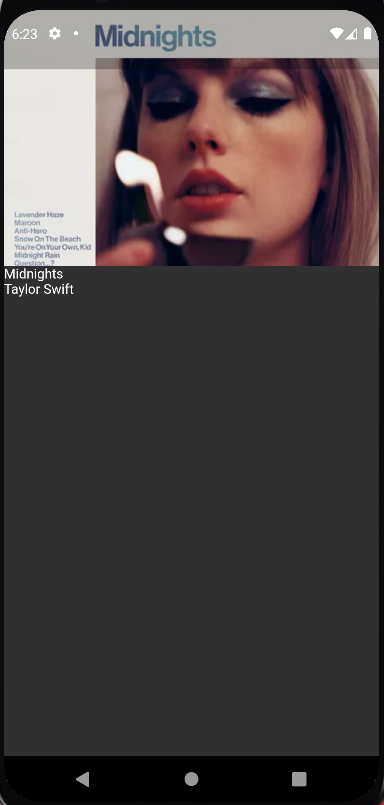 6:23
Midnights
Lavender Haze
Maroon
Anti-Hero
Snow On The Beach
You're On Your Own, Kid
Midnight Rain
Question...?
Midnights
Taylor Swift